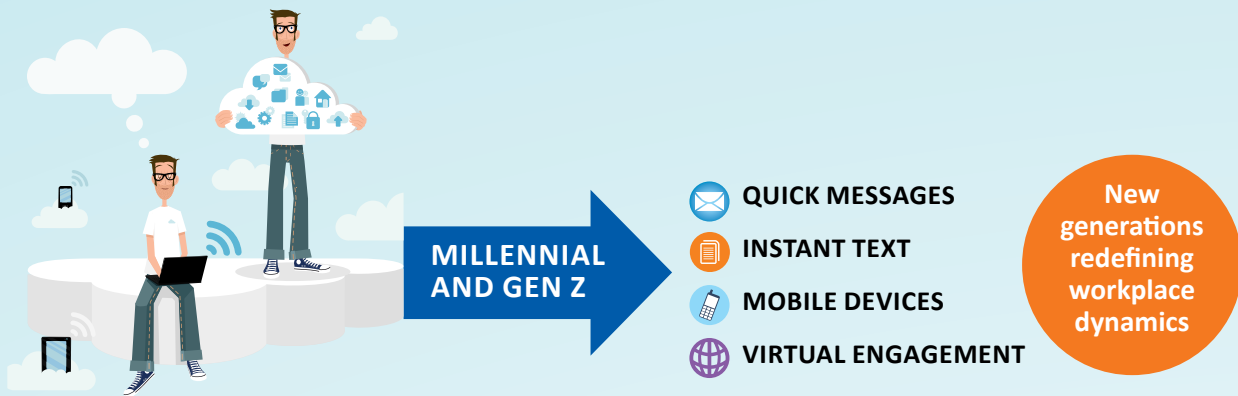 MILLENNIAL
AND GEN Z
QUICK MESSAGES
INSTANT TEXT
MOBILE DEVICES
VIRTUAL ENGAGEMENT
New
generations
redefining
workplace
dynamics